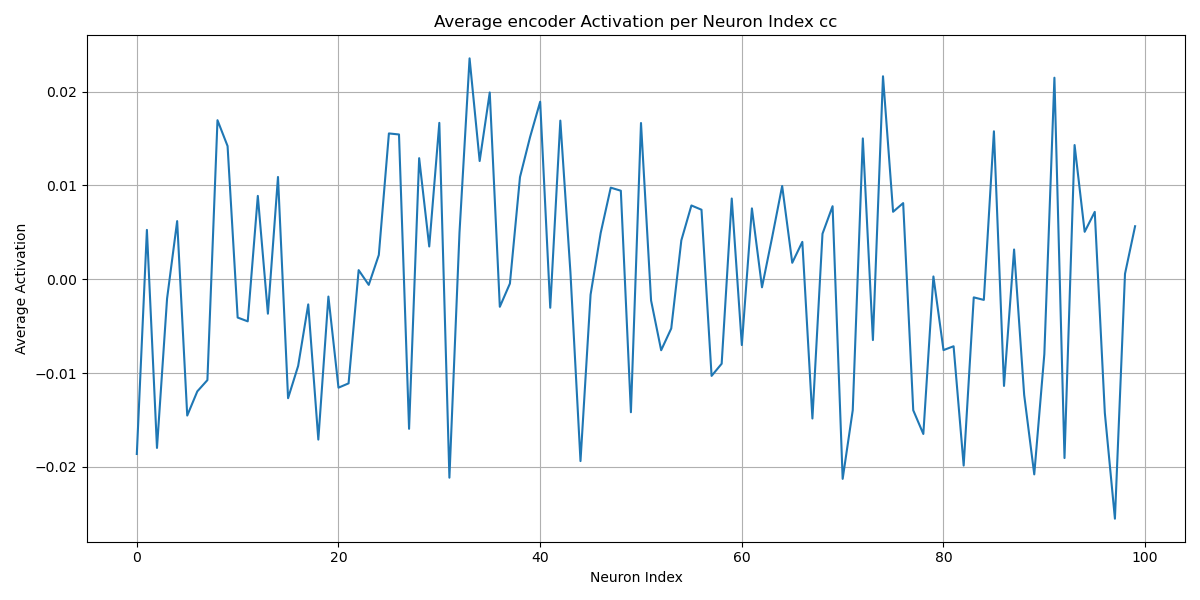 Average encoder Activation per Neuron Index cc
Average Activation
0.02
0.01
0.00
−0.01
−0.02
0 20 40 60 80 100
Neuron Index